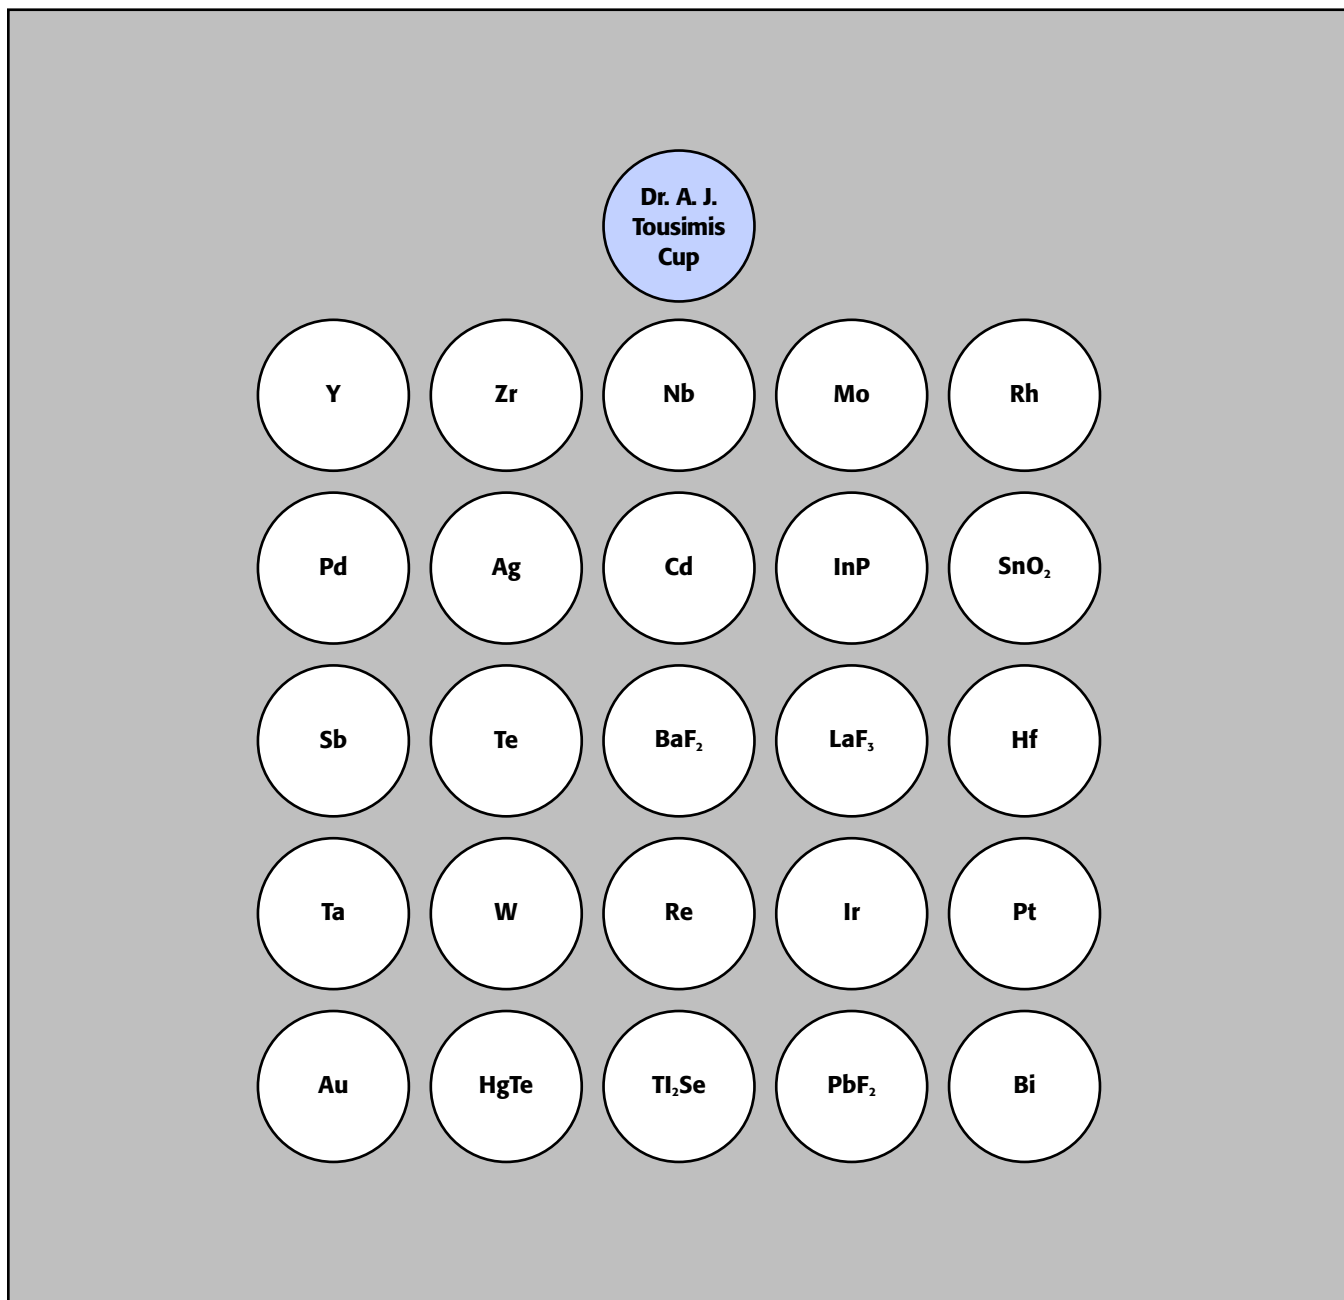 Dr. A. J.
Tousimis
Cup
Y Zr Nb Mo Rh
Pd Ag Cd InP SnO₂
Sb Te BaF₂ LaF₃ Hf
Ta W Re Ir Pt
Au HgTe Tl₂Se PbF₂ Bi